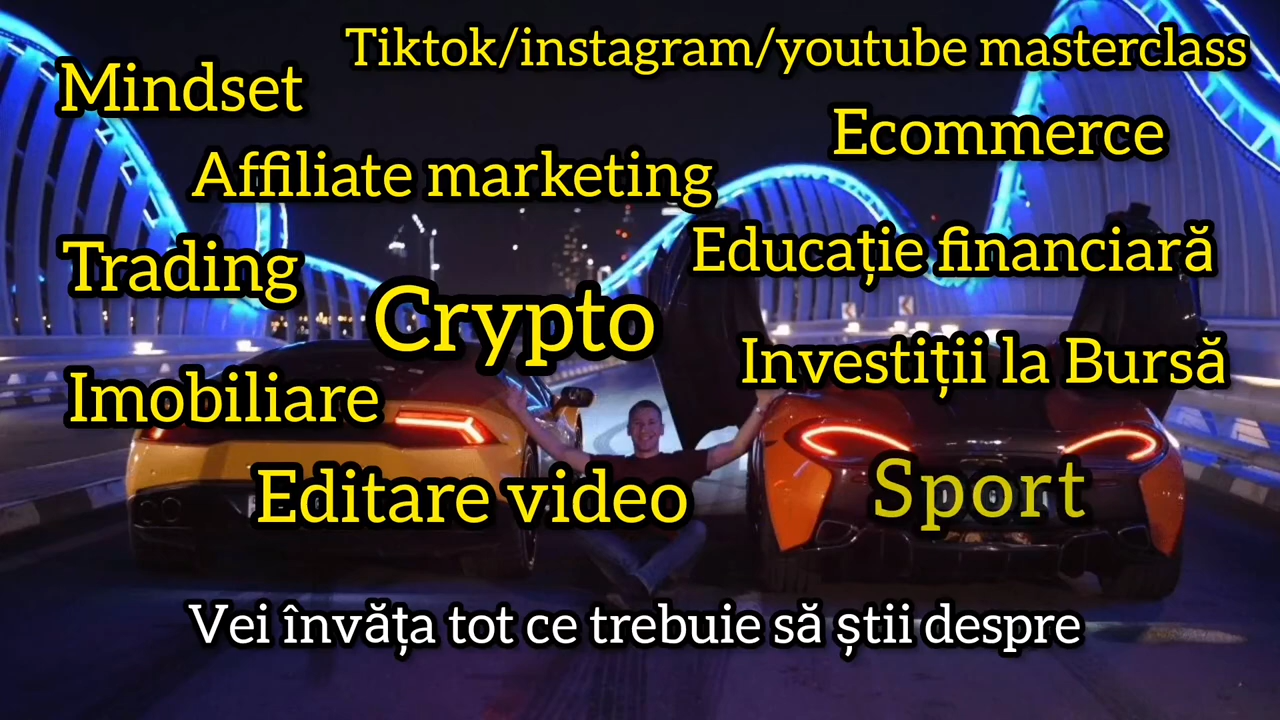 Tiktok/instagram/youtube masterclass
Mindset
Ecommerce
Affiliate marketing
Educație financiară
Trading
Crypto
Investiții la Bursă
Imobiliare
Editare video
Sport
Vei învăța tot ce trebuie să știi despre